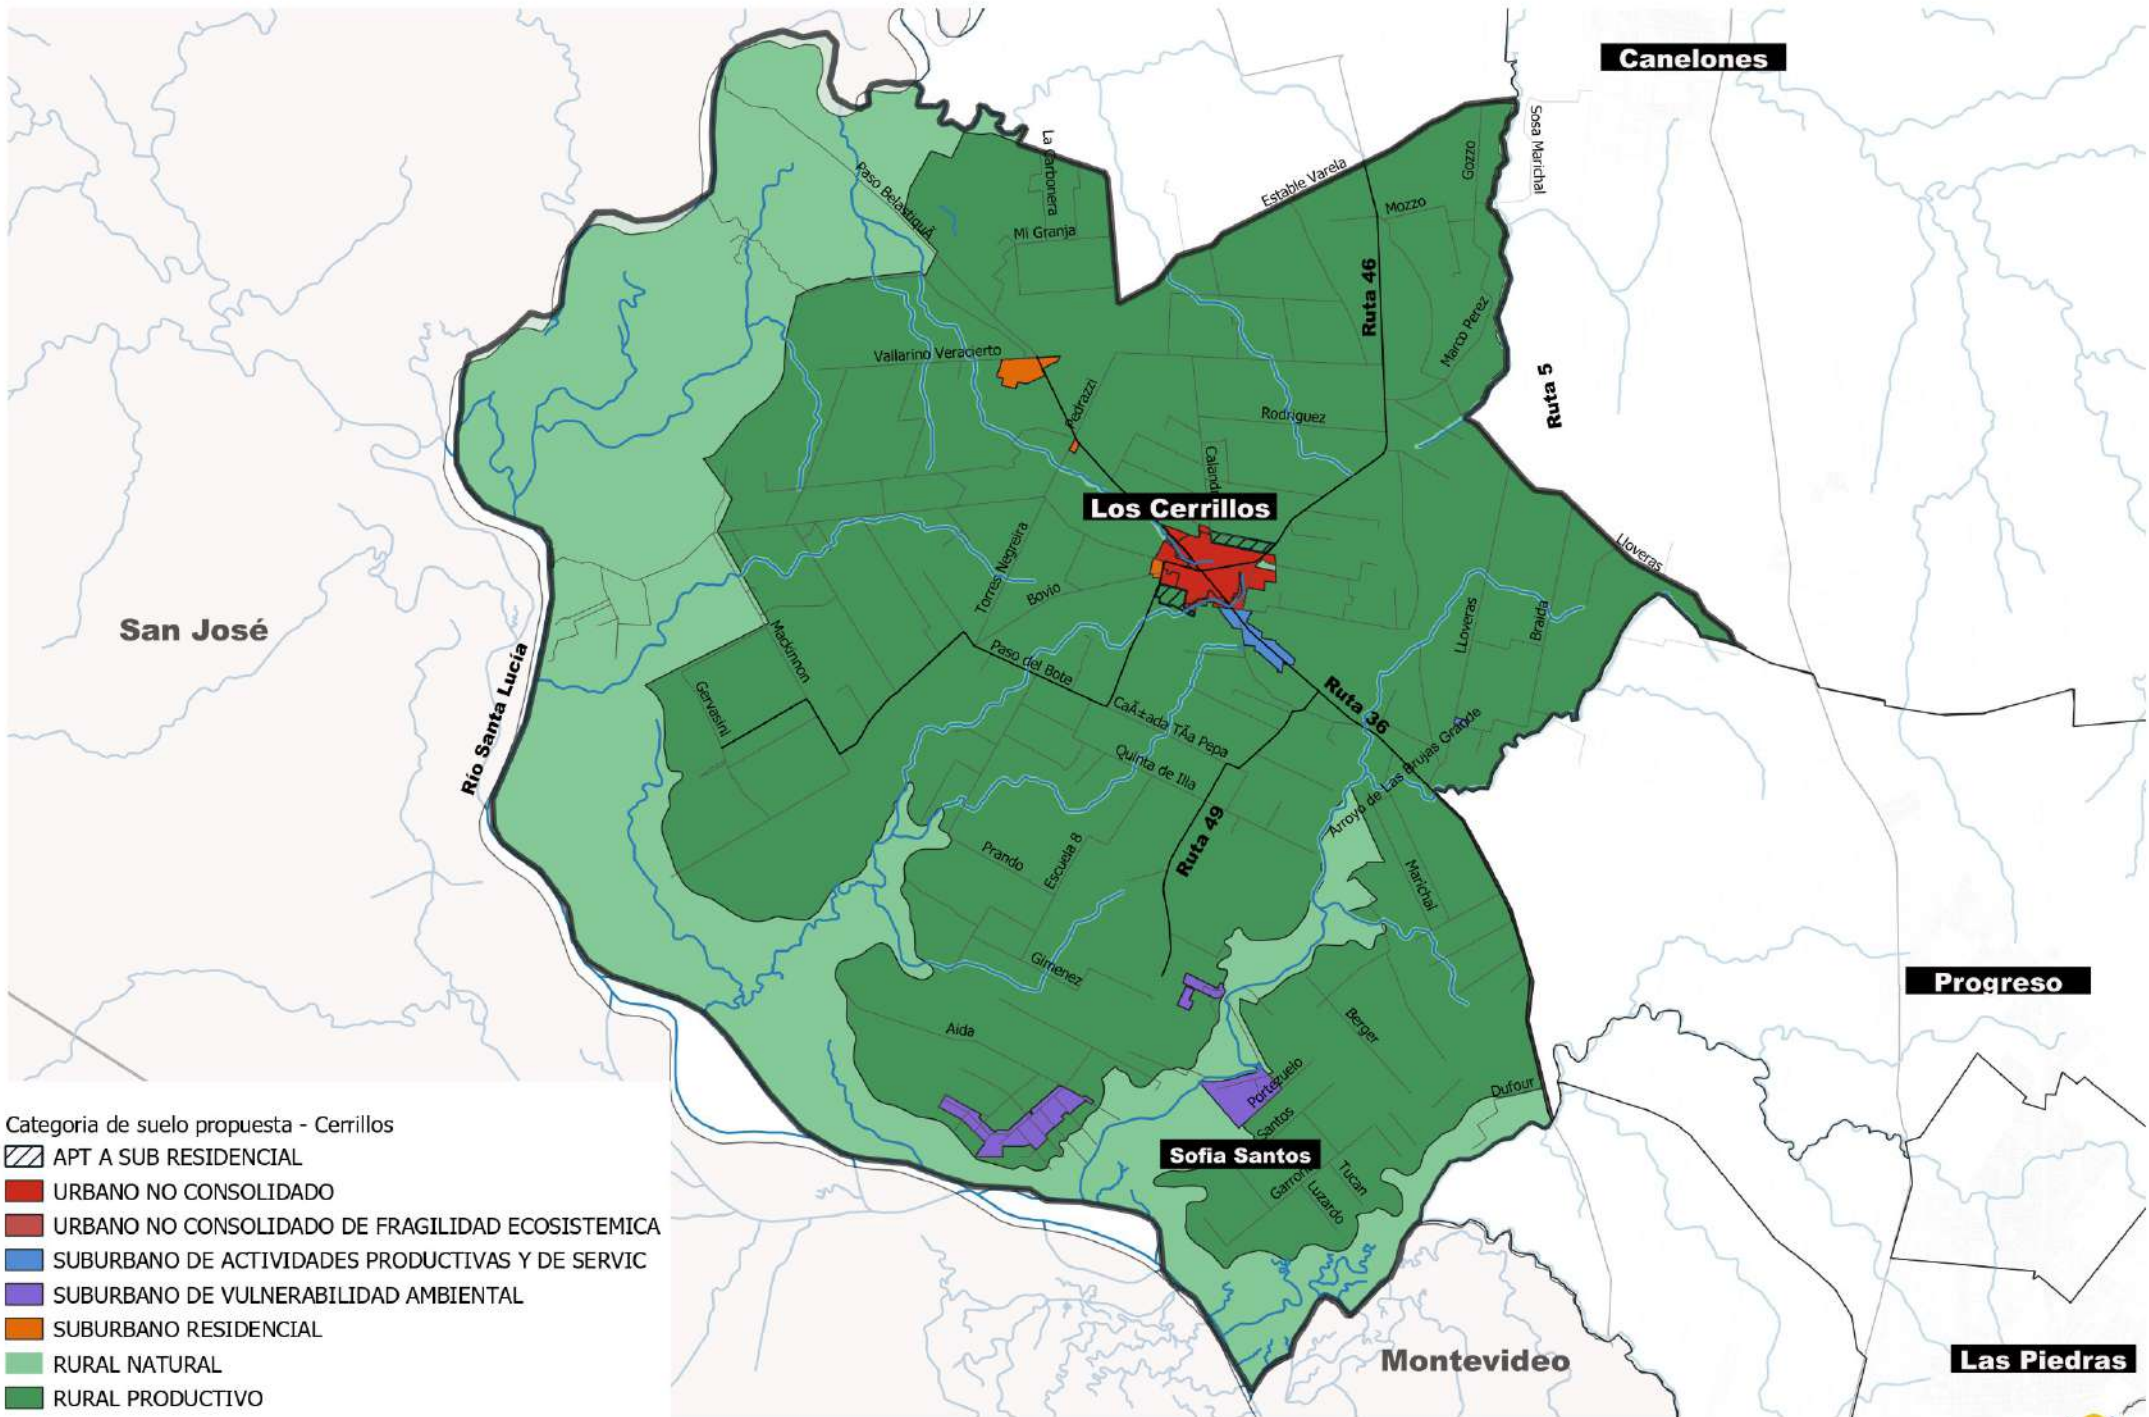 Canelones
Sosa Marichal
La Carbonera
Gozzo
Estable Varela
Paso BelastiquÃ
Mozzo
Mi Granja
Ruta 46
Marco Perez
Vallarino Veracierto
Ruta 5
Pedrazzi
Rodriguez
Los Cerrillos
Torres Negreira
Lloveras
Bovio
LLoveras
Braida
San José
Mackinnon
Paso del Bote
Gervasini
Río Santa Lucía
CaÃ±ada TÃa Pepa
Ruta 36
Quinta de Illa
Arroyo de Las Brujas Grande
Ruta 49
Prando
Escuela 8
Marichal
Gimenez
Progreso
Aida
Berger
Portezuelo
Dufour
Santos
Sofia Santos
Tucan
Luzardo
Montevideo
Las Piedras
Categoria de suelo propuesta - Cerrillos
APT A SUB RESIDENCIAL
URBANO NO CONSOLIDADO
URBANO NO CONSOLIDADO DE FRAGILIDAD ECOSISTEMICA
SUBURBANO DE ACTIVIDADES PRODUCTIVAS Y DE SERVIC
SUBURBANO DE VULNERABILIDAD AMBIENTAL
SUBURBANO RESIDENCIAL
RURAL NATURAL
RURAL PRODUCTIVO